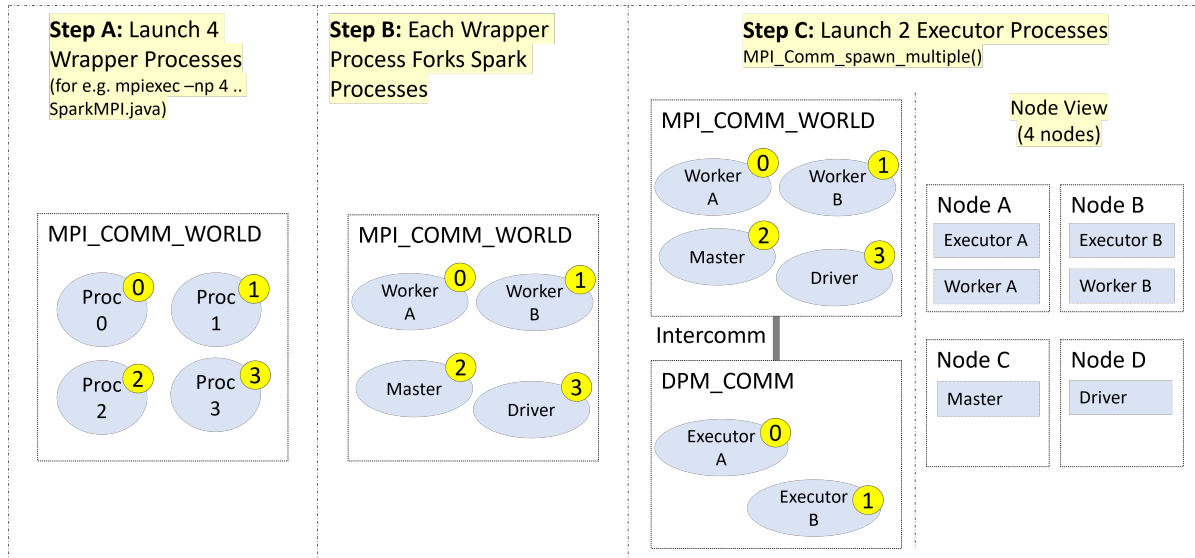 Step A: Launch 4
Wrapper Processes
(for e.g. mpiexec –np 4 ..
SparkMPI.java)
MPI_COMM_WORLD
Proc
0
0
Proc
1
1
Proc
2
2
Proc
3
3
Step B: Each Wrapper
Process Forks Spark
Processes
MPI_COMM_WORLD
Worker
A
0
Worker
B
1
Master
2
Driver
3
Step C: Launch 2 Executor Processes
MPI_Comm_spawn_multiple()
MPI_COMM_WORLD
Worker
A
0
Worker
B
1
Master
2
Driver
3
Intercomm
DPM_COMM
Executor
A
0
Executor
B
1
Node View
(4 nodes)
Node A
Executor A
Worker A
Node B
Executor B
Worker B
Node C
Master
Node D
Driver